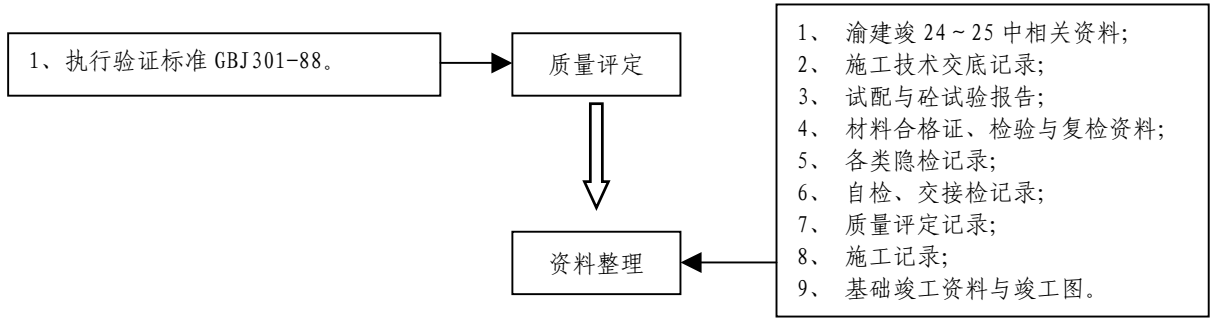 1、执行验证标准 GBJ301-88。
质量评定
资料整理
1、 渝建竣 24~25 中相关资料;
2、 施工技术交底记录;
3、 试配与砼试验报告;
4、 材料合格证、检验与复检资料;
5、 各类隐检记录;
6、 自检、交接检记录;
7、 质量评定记录;
8、 施工记录;
9、 基础竣工资料与竣工图。